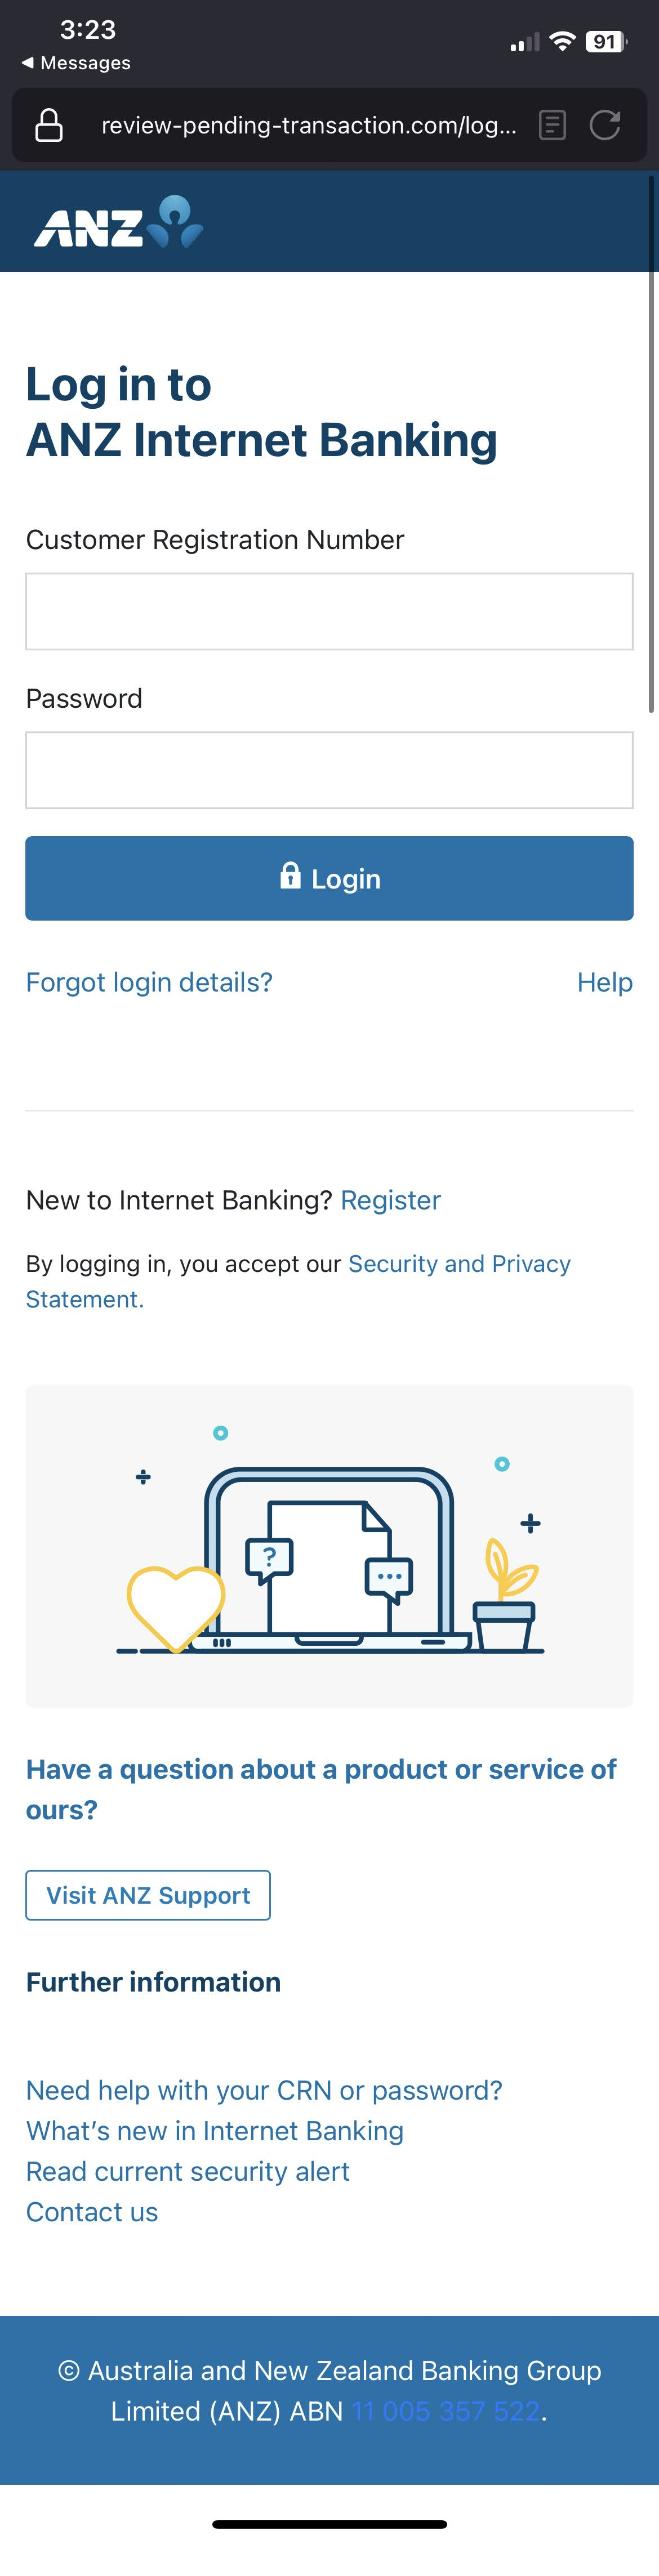 3:23
◀ Messages
91
review-pending-transaction.com/log...
ANZ
Log in to
ANZ Internet Banking
Customer Registration Number
Password
Login
Forgot login details?
Help
New to Internet Banking? Register
By logging in, you accept our Security and Privacy
Statement.
?
Have a question about a product or service of
ours?
Visit ANZ Support
Further information
Need help with your CRN or password?
What's new in Internet Banking
Read current security alert
Contact us
© Australia and New Zealand Banking Group
Limited (ANZ) ABN 11 005 357 522.